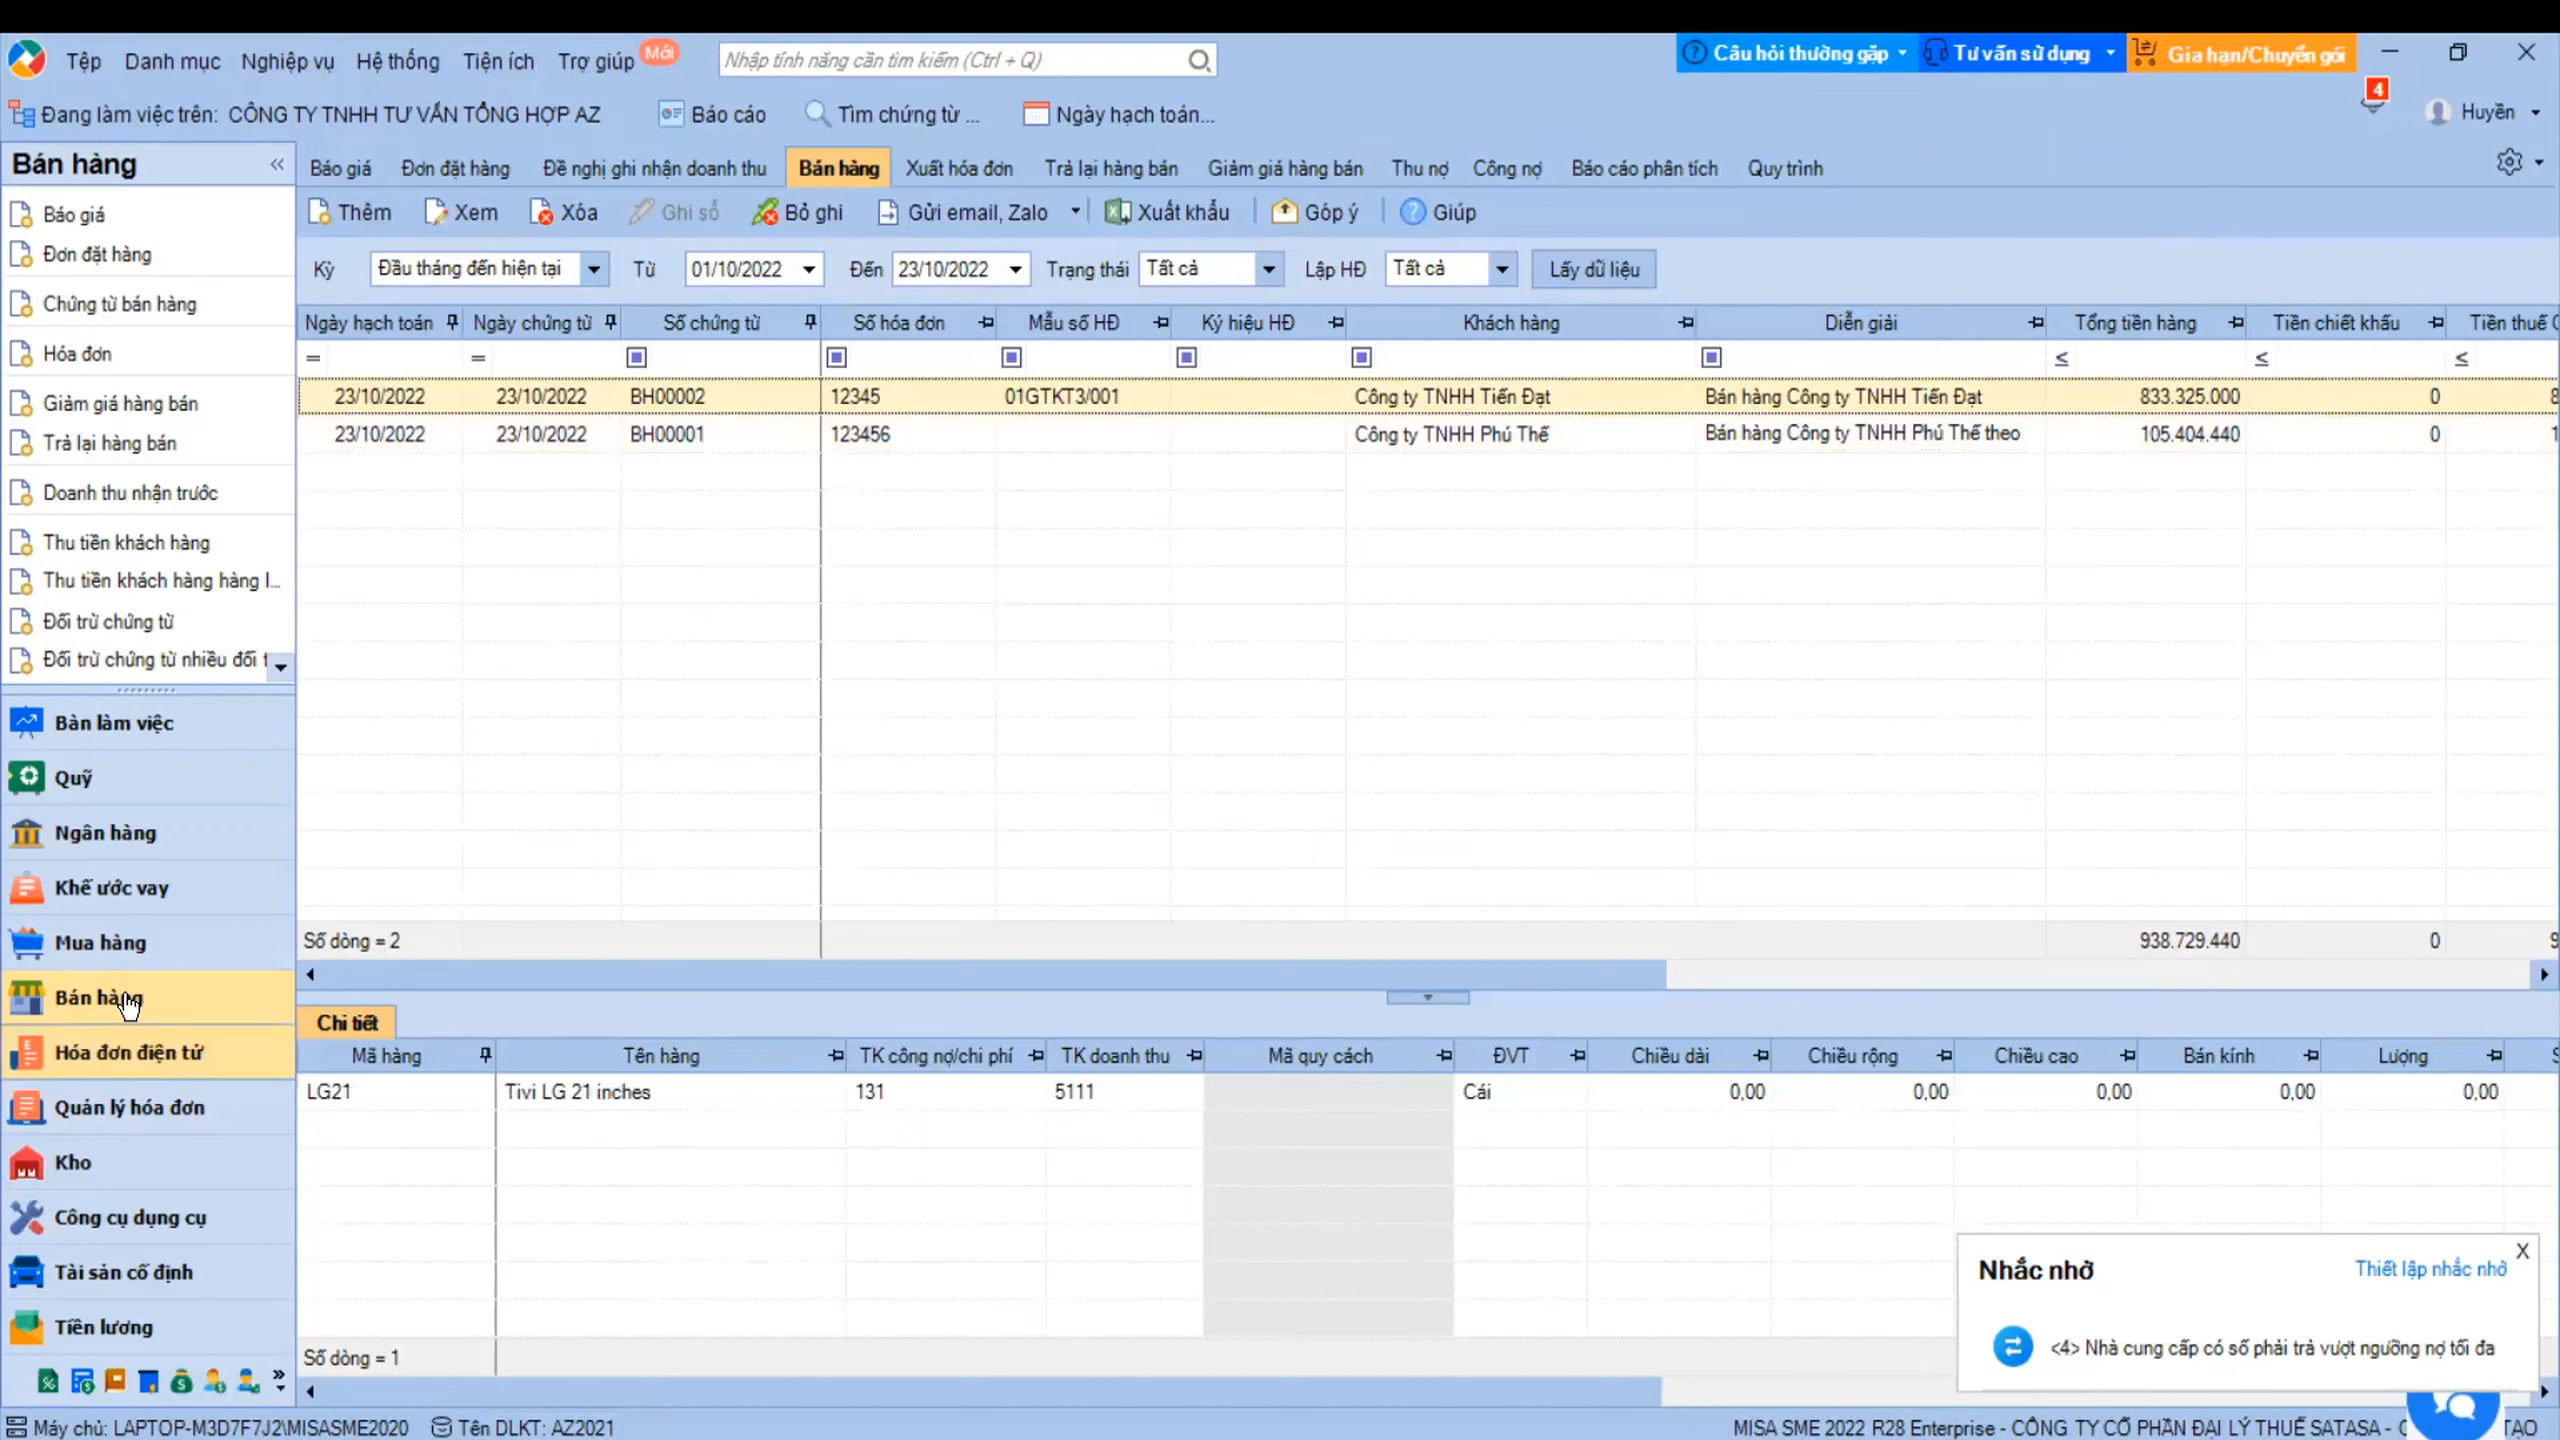 Tệp Danh mục Nghiệp vụ Hệ thống Tiện ích Trợ giúp Mới Nhập tính năng cần tìm kiếm (Ctrl + Q) Câu hỏi thường gặp Tư vấn sử dụng Gia hạn/Chuyển gói
4
Đang làm việc trên: CÔNG TY TNHH TƯ VẤN TỔNG HỢP AZ Báo cáo Tìm chứng từ ... Ngày hạch toán... Huyền
Bán hàng « Báo giá Đơn đặt hàng Đề nghị ghi nhận doanh thu Bán hàng Xuất hóa đơn Trả lại hàng bán Giảm giá hàng bán Thu nợ Công nợ Báo cáo phân tích Quy trình
Thêm Xem Xóa Ghi sổ Bỏ ghi Gửi email, Zalo Xuất khẩu Góp ý Giúp
Kỳ Đầu tháng đến hiện tại Từ 01/10/2022 Đến 23/10/2022 Trạng thái Tất cả Lập HĐ Tất cả Lấy dữ liệu
Báo giá
Đơn đặt hàng
Chứng từ bán hàng
Hóa đơn
Giảm giá hàng bán
Trả lại hàng bán
Doanh thu nhận trước
Thu tiền khách hàng
Thu tiền khách hàng hàng l...
Đối trừ chứng từ
Đối trừ chứng từ nhiều đối t
Ngày hạch toán Ngày chứng từ Số chứng từ Số hóa đơn Mẫu số HĐ Ký hiệu HĐ Khách hàng Diễn giải Tổng tiền hàng Tiền chiết khấu Tiền thuế G
= = ≤ ≤ ≤
23/10/2022 23/10/2022 BH00002 12345 01GTKT3/001 Công ty TNHH Tiến Đạt Bán hàng Công ty TNHH Tiến Đạt 833.325.000 0 8
23/10/2022 23/10/2022 BH00001 123456 Công ty TNHH Phú Thế Bán hàng Công ty TNHH Phú Thế theo 105.404.440 0 1
Số dòng = 2 938.729.440 0 9
Bàn làm việc
Quỹ
Ngân hàng
Khế ước vay
Mua hàng
Bán hàng
Hóa đơn điện tử
Quản lý hóa đơn
Kho
Công cụ dụng cụ
Tài sản cố định
Tiền lương
Chi tiết
Mã hàng Tên hàng TK công nợ/chi phí TK doanh thu Mã quy cách ĐVT Chiều dài Chiều rộng Chiều cao Bán kính Lượng S
LG21 Tivi LG 21 inches 131 5111 Cái 0,00 0,00 0,00 0,00 0,00
Số dòng = 1
Nhắc nhở Thiết lập nhắc nhở X
<4> Nhà cung cấp có số phải trả vượt ngưỡng nợ tối đa
Máy chủ: LAPTOP-M3D7F7J2\MISASME2020 Tên DLKT: AZ2021 MISA SME 2022 R28 Enterprise - CÔNG TY CỔ PHẦN ĐẠI LÝ THUẾ SATASA - TẠO